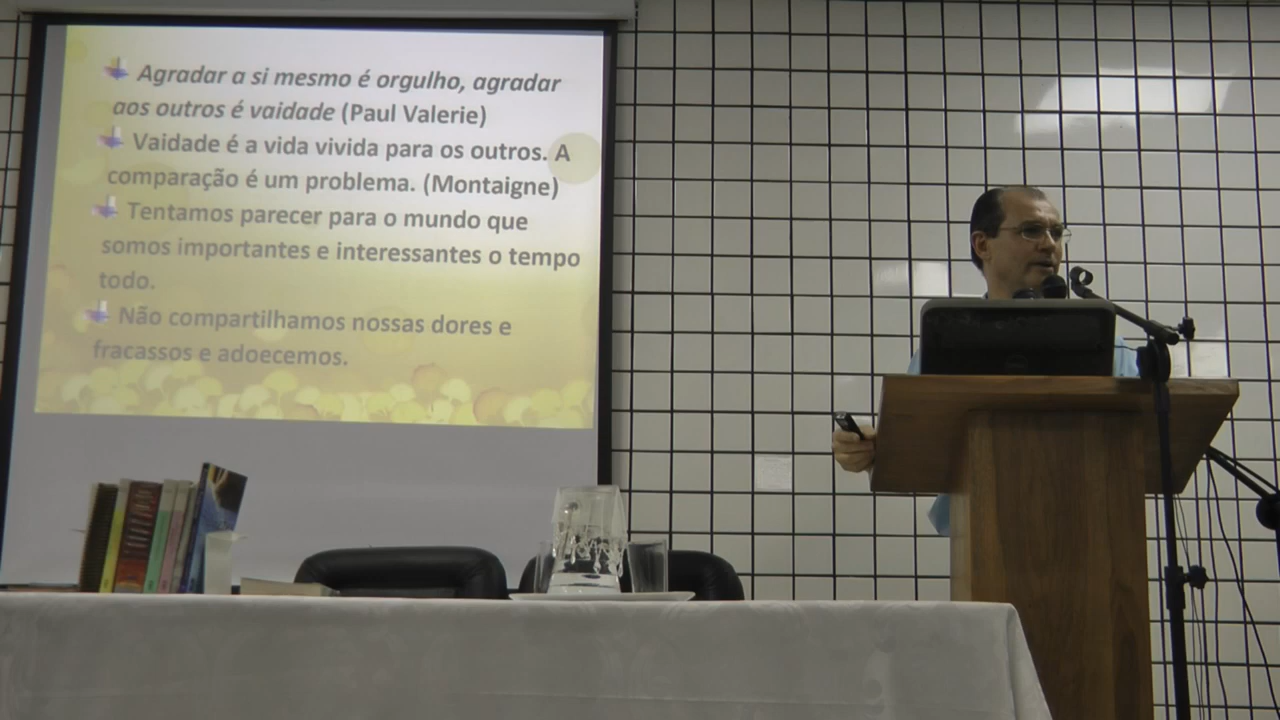 Agradar a si mesmo é orgulho, agradar
aos outros é vaidade (Paul Valerie)
Vaidade é a vida vivida para os outros. A
comparação é um problema. (Montaigne)
Tentamos parecer para o mundo que
somos importantes e interessantes o tempo
todo.
Não compartilhamos nossas dores e
fracassos e adoecemos.